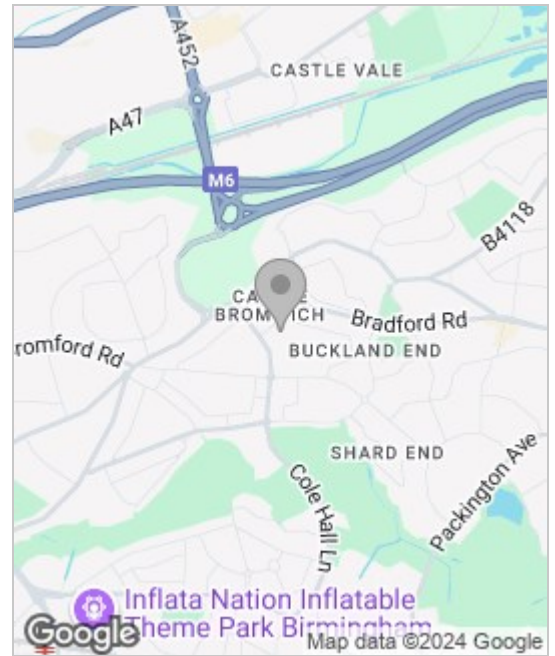 A452
CASTLE VALE
A47
M6
B4118
BROMWICH
Bradford Rd
romford Rd
BUCKLAND END
SHARD END
Packington Ave
Cole Hall Ln
Inflata Nation Inflatable
Theme Park Birmingham
Google
Map data ©2024 Google